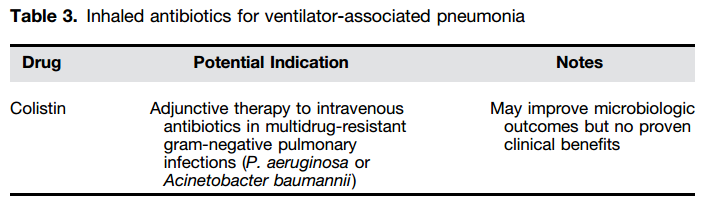 Table 3. Inhaled antibiotics for ventilator-associated pneumonia
Drug Potential Indication Notes
Colistin Adjunctive therapy to intravenous May improve microbiologic
antibiotics in multidrug-resistant outcomes but no proven
gram-negative pulmonary clinical benefits
infections (P. aeruginosa or
Acinetobacter baumannii)